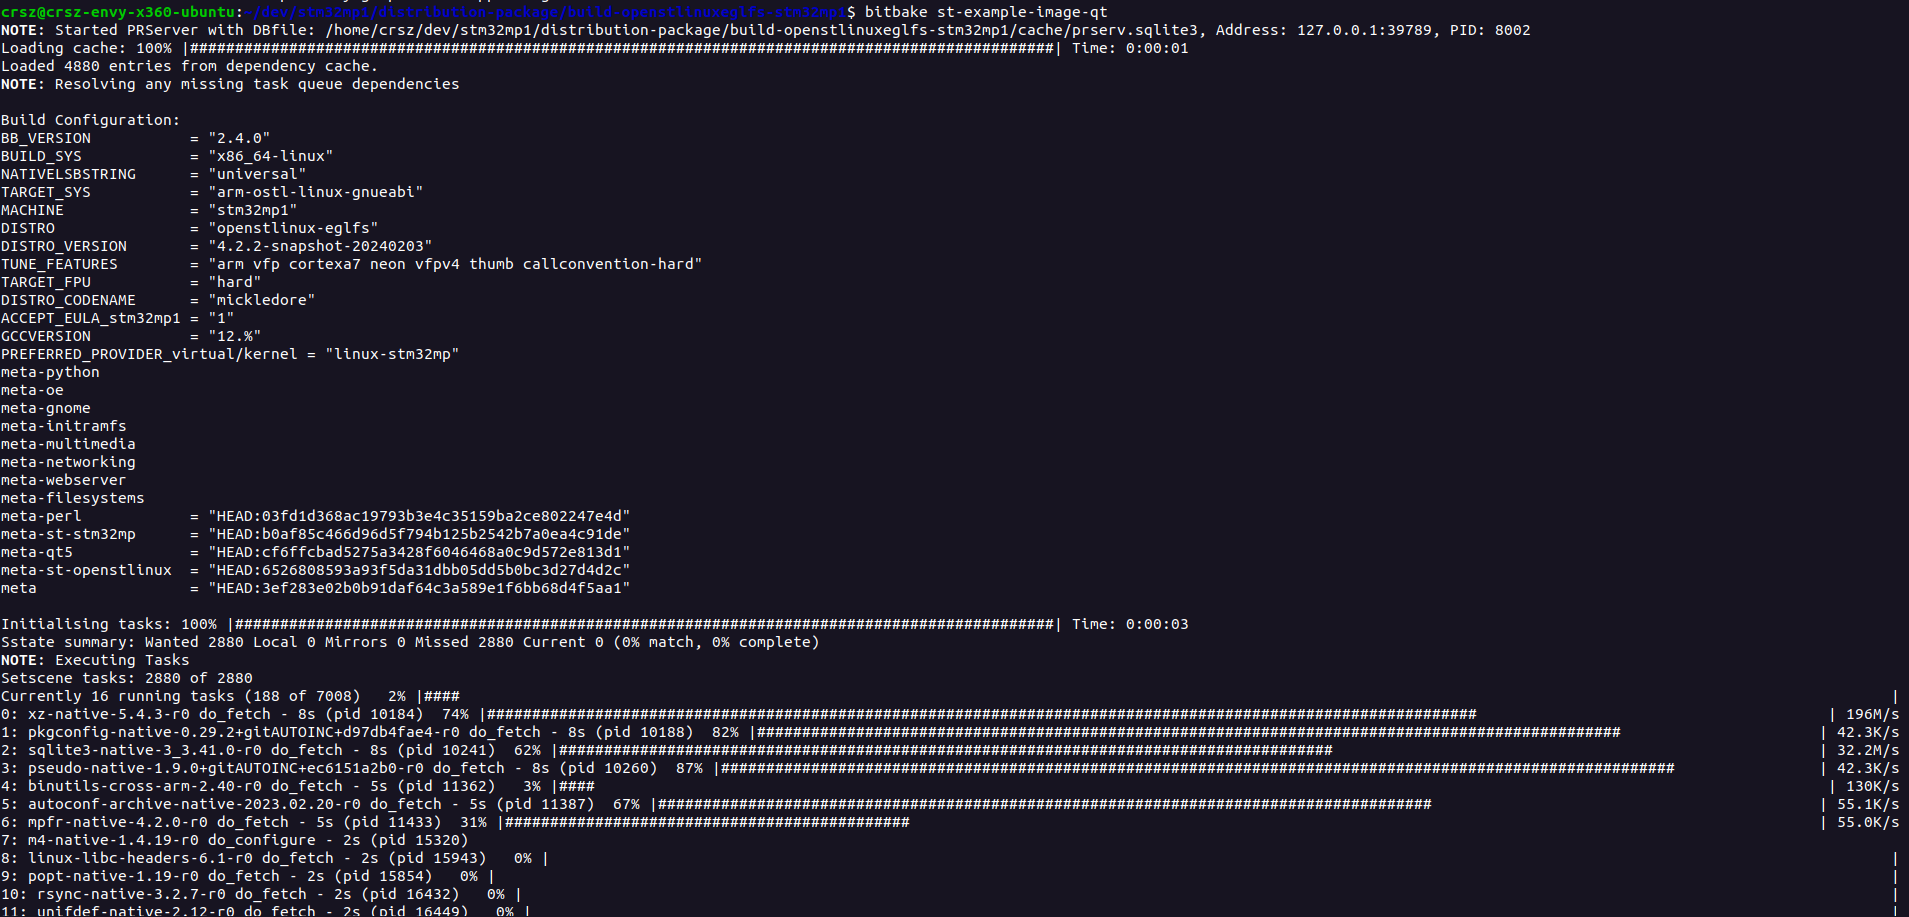 crsz@crsz-envy-x360-ubuntu:~/dev/stm32mp1/distribution-package/build-openstlinuxeglfs-stm32mp1$ bitbake st-example-image-qt
NOTE: Started PRServer with DBfile: /home/crsz/dev/stm32mp1/distribution-package/build-openstlinuxeglfs-stm32mp1/cache/prserv.sqlite3, Address: 127.0.0.1:39789, PID: 8002
Loading cache: 100% |################################################################################################| Time: 0:00:01
Loaded 4880 entries from dependency cache.
NOTE: Resolving any missing task queue dependencies
Build Configuration:
BB_VERSION           = "2.4.0"
BUILD_SYS            = "x86_64-linux"
NATIVELSBSTRING      = "universal"
TARGET_SYS           = "arm-ostl-linux-gnueabi"
MACHINE              = "stm32mp1"
DISTRO               = "openstlinux-eglfs"
DISTRO_VERSION       = "4.2.2-snapshot-20240203"
TUNE_FEATURES        = "arm vfp cortexa7 neon vfpv4 thumb callconvention-hard"
TARGET_FPU           = "hard"
DISTRO_CODENAME      = "mickledore"
ACCEPT_EULA_stm32mp1 = "1"
GCCVERSION           = "12.%"
PREFERRED_PROVIDER_virtual/kernel = "linux-stm32mp"
meta-python
meta-oe
meta-gnome
meta-initramfs
meta-multimedia
meta-networking
meta-webserver
meta-filesystems
meta-perl            = "HEAD:03fd1d368ac19793b3e4c35159ba2ce802247e4d"
meta-st-stm32mp      = "HEAD:b0af85c466d96d5f794b125b2542b7a0ea4c91de"
meta-qt5             = "HEAD:cf6ffcbad5275a3428f6046468a0c9d572e813d1"
meta-st-openstlinux  = "HEAD:6526808593a93f5da31dbb05dd5b0bc3d27d4d2c"
meta                 = "HEAD:3ef283e02b0b91daf64c3a589e1f6bb68d4f5aa1"
Initialising tasks: 100% |###########################################################################################| Time: 0:00:03
Sstate summary: Wanted 2880 Local 0 Mirrors 0 Missed 2880 Current 0 (0% match, 0% complete)
NOTE: Executing Tasks
Setscene tasks: 2880 of 2880
Currently 16 running tasks (188 of 7008)   2% |####                                                                |
0: xz-native-5.4.3-r0 do_fetch - 8s (pid 10184)  74% |##############################################################################################################                                       | 196M/s
1: pkgconfig-native-0.29.2+gitAUTOINC+d97db4fae4-r0 do_fetch - 8s (pid 10188)  82% |################################################################################################                      | 42.3K/s
2: sqlite3-native-3_3.41.0-r0 do_fetch - 8s (pid 10241)  62% |######################################################################################                                                      | 32.2M/s
3: pseudo-native-1.9.0+gitAUTOINC+ec6151a2b0-r0 do_fetch - 8s (pid 10260)  87% |##########################################################################################################                | 42.3K/s
4: binutils-cross-arm-2.40-r0 do_fetch - 5s (pid 11362)   3% |####                                                                | 130K/s
5: autoconf-archive-native-2023.02.20-r0 do_fetch - 5s (pid 11387)  67% |######################################################################################                                           | 55.1K/s
6: mpfr-native-4.2.0-r0 do_fetch - 5s (pid 11433)  31% |#############################################                                                                                                     | 55.0K/s
7: m4-native-1.4.19-r0 do_configure - 2s (pid 15320)
8: linux-libc-headers-6.1-r0 do_fetch - 2s (pid 15943)   0% |                                                                |
9: popt-native-1.19-r0 do_fetch - 2s (pid 15854)   0% |                                                                |
10: rsync-native-3.2.7-r0 do_fetch - 2s (pid 16432)   0% |                                                                |
11: unifdef-native-2.12-r0 do_fetch - 2s (pid 16449)   0% |                                                                |